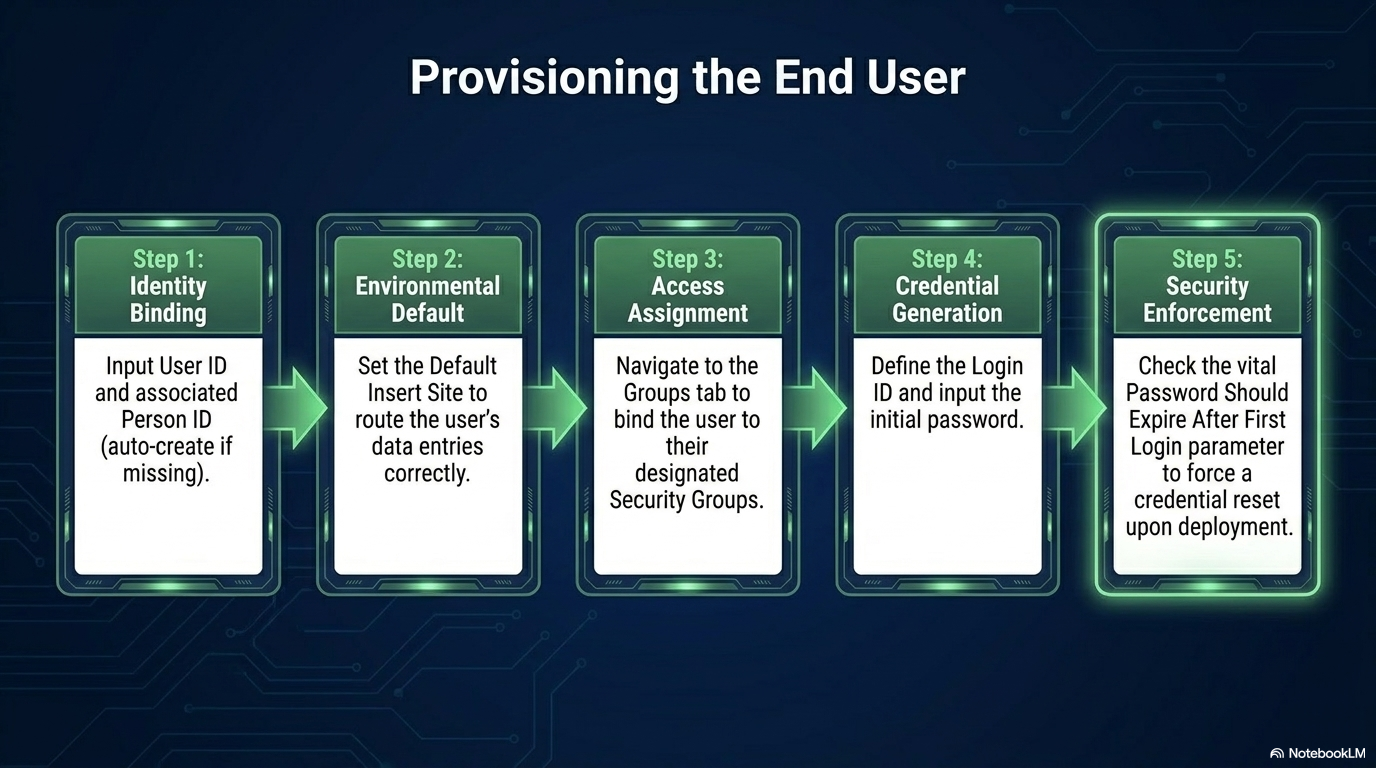 Provisioning the End User
Step 1:
Identity
Binding
Input User ID
and associated
Person ID
(auto-create if
missing).
Step 2:
Environmental
Default
Set the Default
Insert Site to
route the user’s
data entries
correctly.
Step 3:
Access
Assignment
Navigate to the
Groups tab to
bind the user to
their
designated
Security Groups.
Step 4:
Credential
Generation
Define the Login
ID and input the
initial password.
Step 5:
Security
Enforcement
Check the vital
Password Should
Expire After First
Login parameter
to force a
credential reset
upon deployment.
NotebookLM